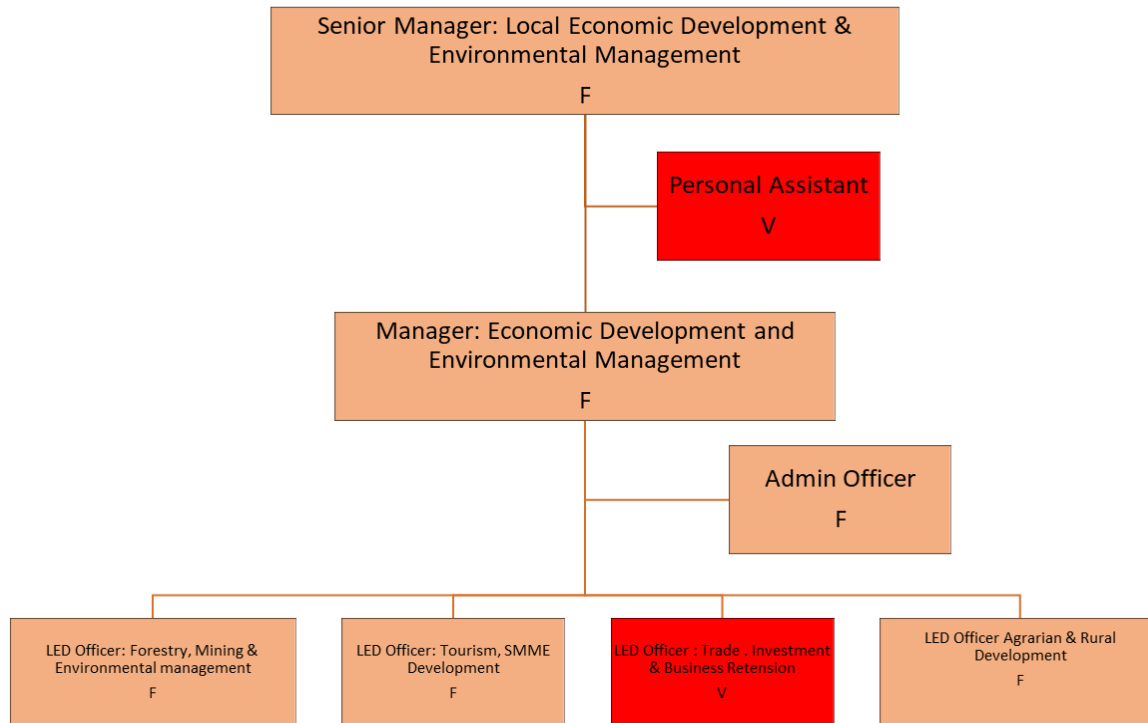 Senior Manager: Local Economic Development &
Environmental Management
F
Personal Assistant
V
Manager: Economic Development and
Environmental Management
F
Admin Officer
F
LED Officer: Forestry, Mining &
Environmental management
F
LED Officer: Tourism, SMME
Development
F
LED Officer : Trade . Investment
& Business Retension
V
LED Officer Agrarian & Rural
Development
F